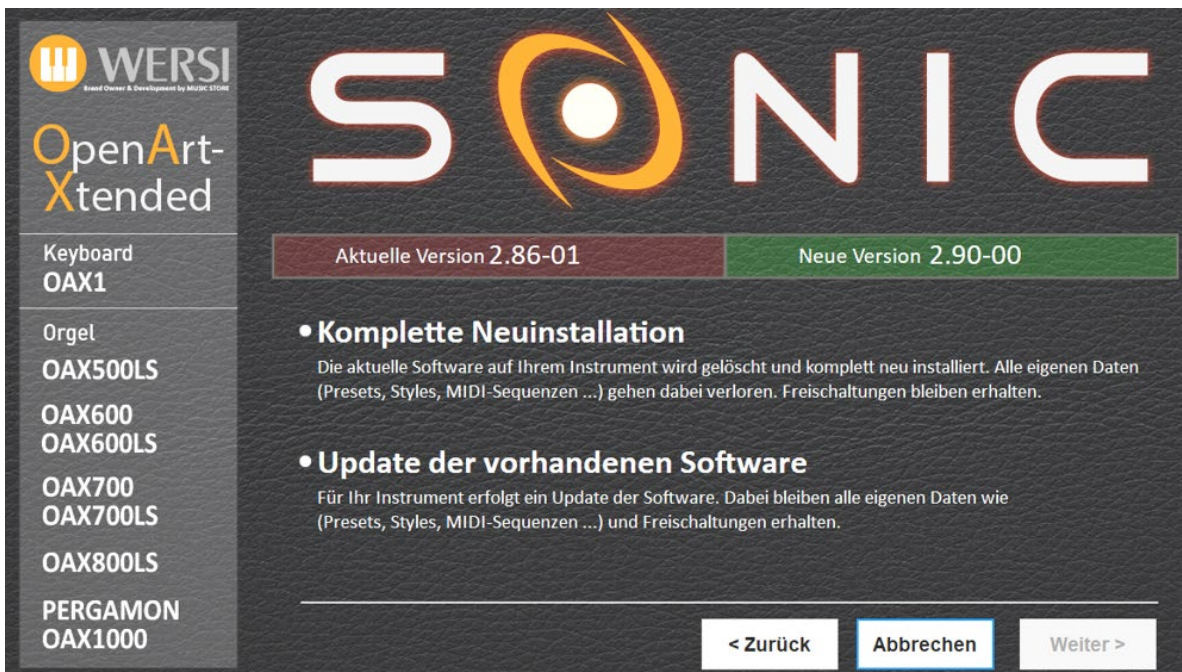 WERSI
Brand Owner & Development by MUSIC STORE
OpenArt-
Xtended
Keyboard
OAX1
Orgel
OAX500LS
OAX600
OAX600LS
OAX700
OAX700LS
OAX800LS
PERGAMON
OAX1000
SONIC
Aktuelle Version 2.86-01
Neue Version 2.90-00
• Komplette Neuinstallation
Die aktuelle Software auf Ihrem Instrument wird gelöscht und komplett neu installiert. Alle eigenen Daten
(Presets, Styles, MIDI-Sequenzen ...) gehen dabei verloren. Freischaltungen bleiben erhalten.
• Update der vorhandenen Software
Für Ihr Instrument erfolgt ein Update der Software. Dabei bleiben alle eigenen Daten wie
(Presets, Styles, MIDI-Sequenzen ...) und Freischaltungen erhalten.
< Zurück
Abbrechen
Weiter >